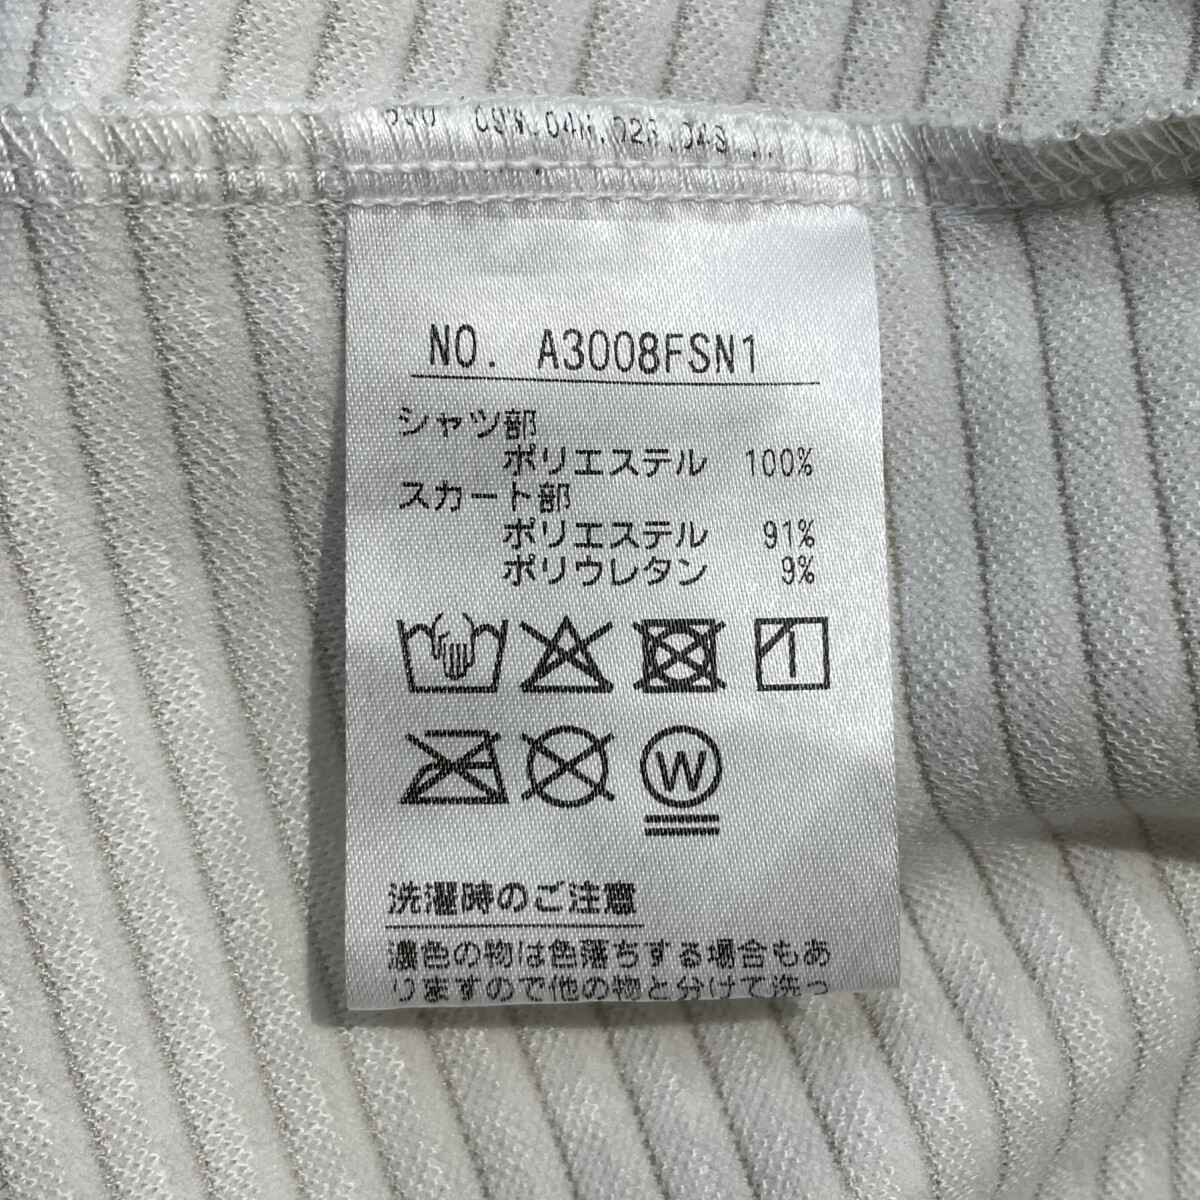 NO. A3008FSN1
シャツ部
ポリエステル 100%
スカート部
ポリエステル 91%
ポリウレタン 9%
W
洗濯時のご注意
濃色の物は色落ちする場合もあ
りますので他の物と分けて洗っ